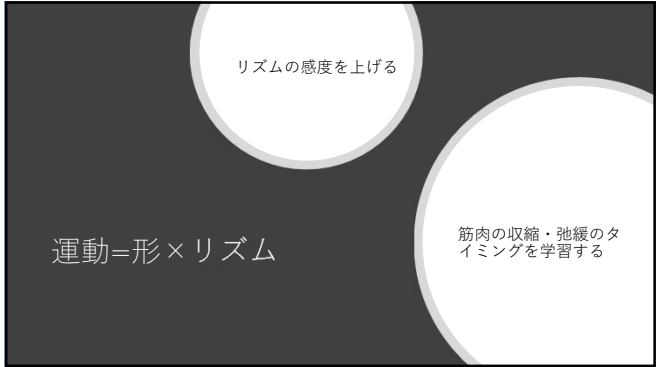 リズムの感度を上げる
運動=形×リズム
筋肉の収縮・弛緩のタ
イミングを学習する